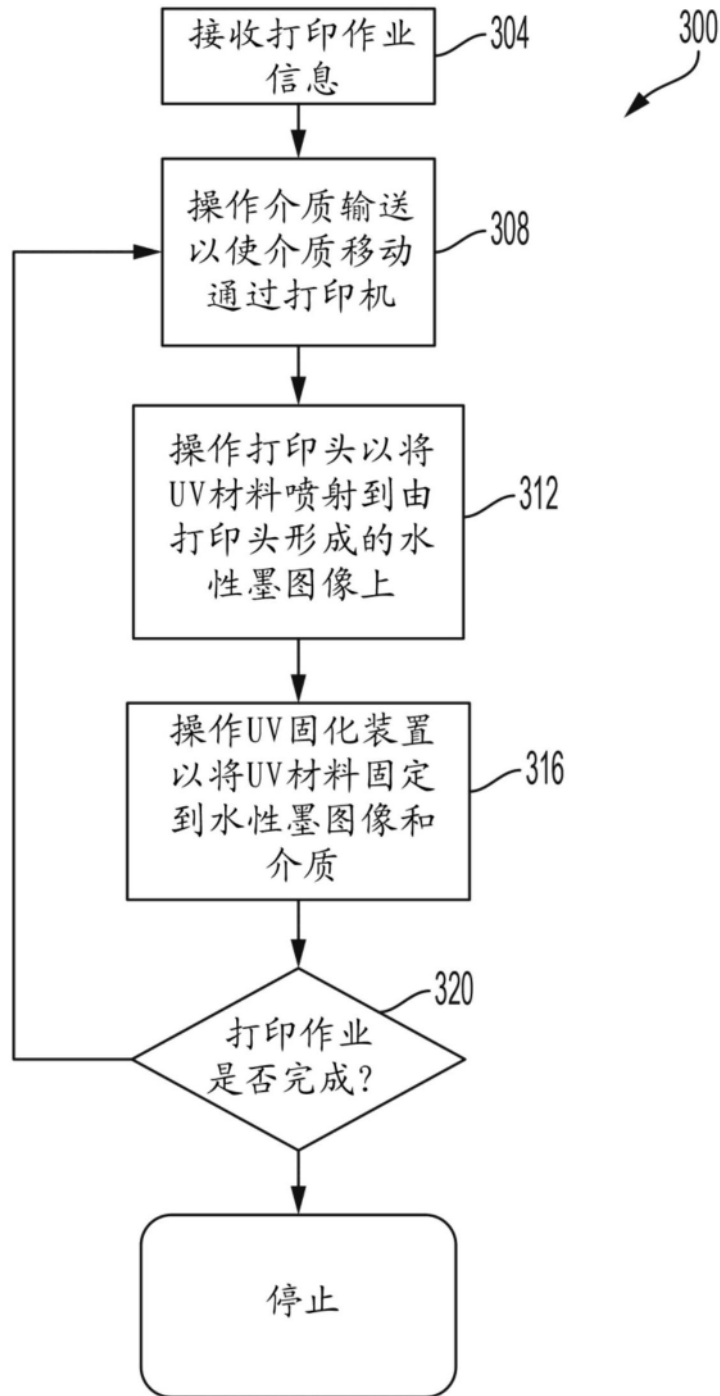 接收打印作业
信息
304
300
操作介质输送
以使介质移动
通过打印机
308
操作打印头以将
UV材料喷射到由
打印头形成的水
性墨图像上
312
操作UV固化装置
以将UV材料固定
到水性墨图像和
介质
316
打印作业
是否完成?
320
停止